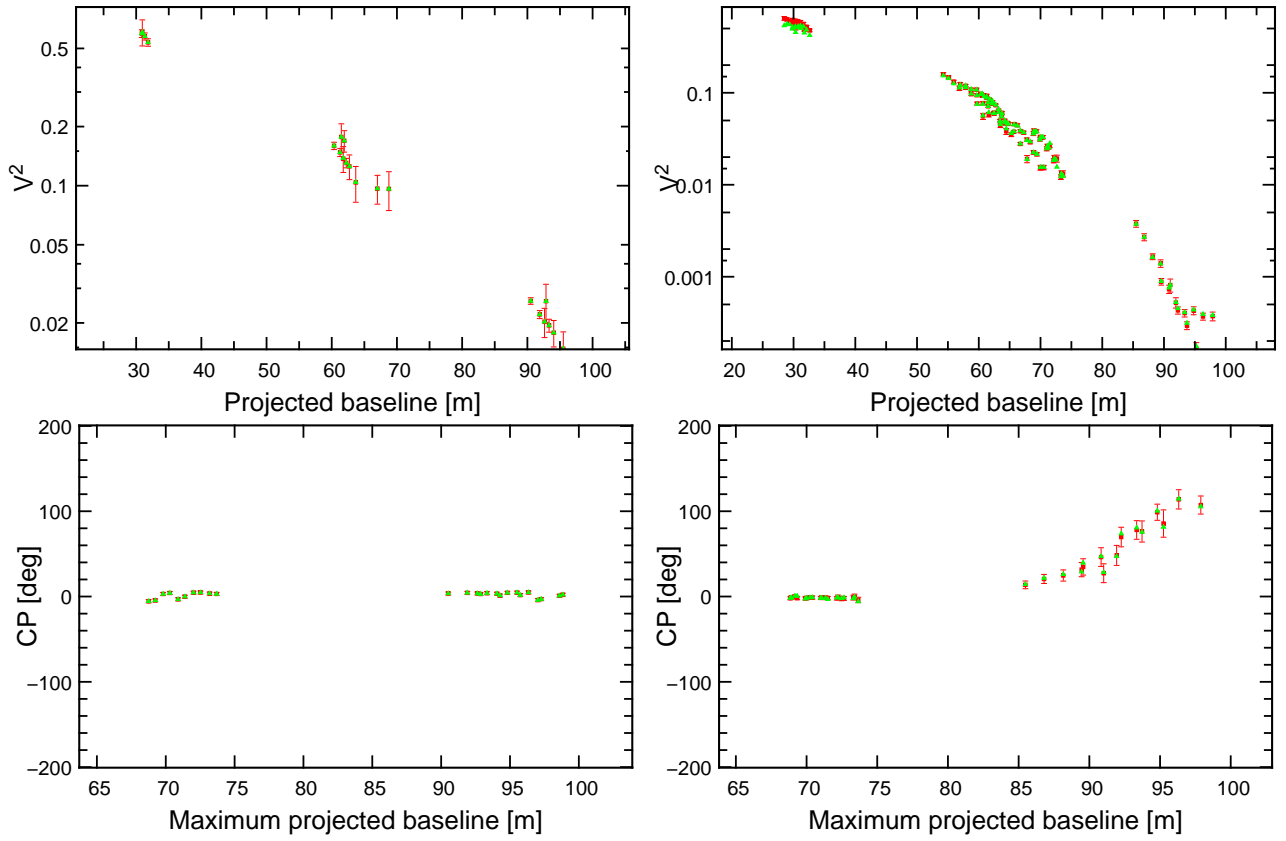 0.5
0.2
0.1
0.05
0.02
V2
30 40 50 60 70 80 90 100
Projected baseline [m]
0.1
0.01
0.001
V2
20 30 40 50 60 70 80 90 100
Projected baseline [m]
200
100
0
−100
−200
CP [deg]
65 70 75 80 85 90 95 100
Maximum projected baseline [m]
200
100
0
−100
−200
CP [deg]
65 70 75 80 85 90 95 100
Maximum projected baseline [m]